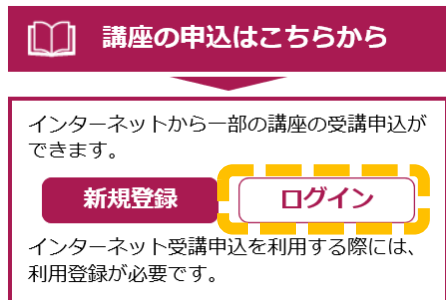 講座の申込はこちらから
インターネットから一部の講座の受講申込が
できます。
新規登録 ログイン
インターネット受講申込を利用する際には、
利用登録が必要です。